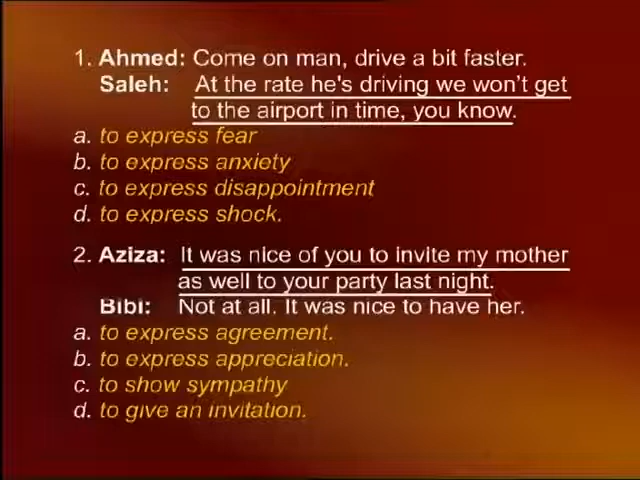 1. Ahmed: Come on man, drive a bit faster.
Saleh: At the rate he's driving we won't get
to the airport in time, you know.
a. to express fear
b. to express anxiety
c. to express disappointment
d. to express shock.
2. Aziza: It was nice of you to invite my mother
as well to your party last night.
Bibi: Not at all. It was nice to have her.
a. to express agreement.
b. to express appreciation.
c. to show sympathy
d. to give an invitation.